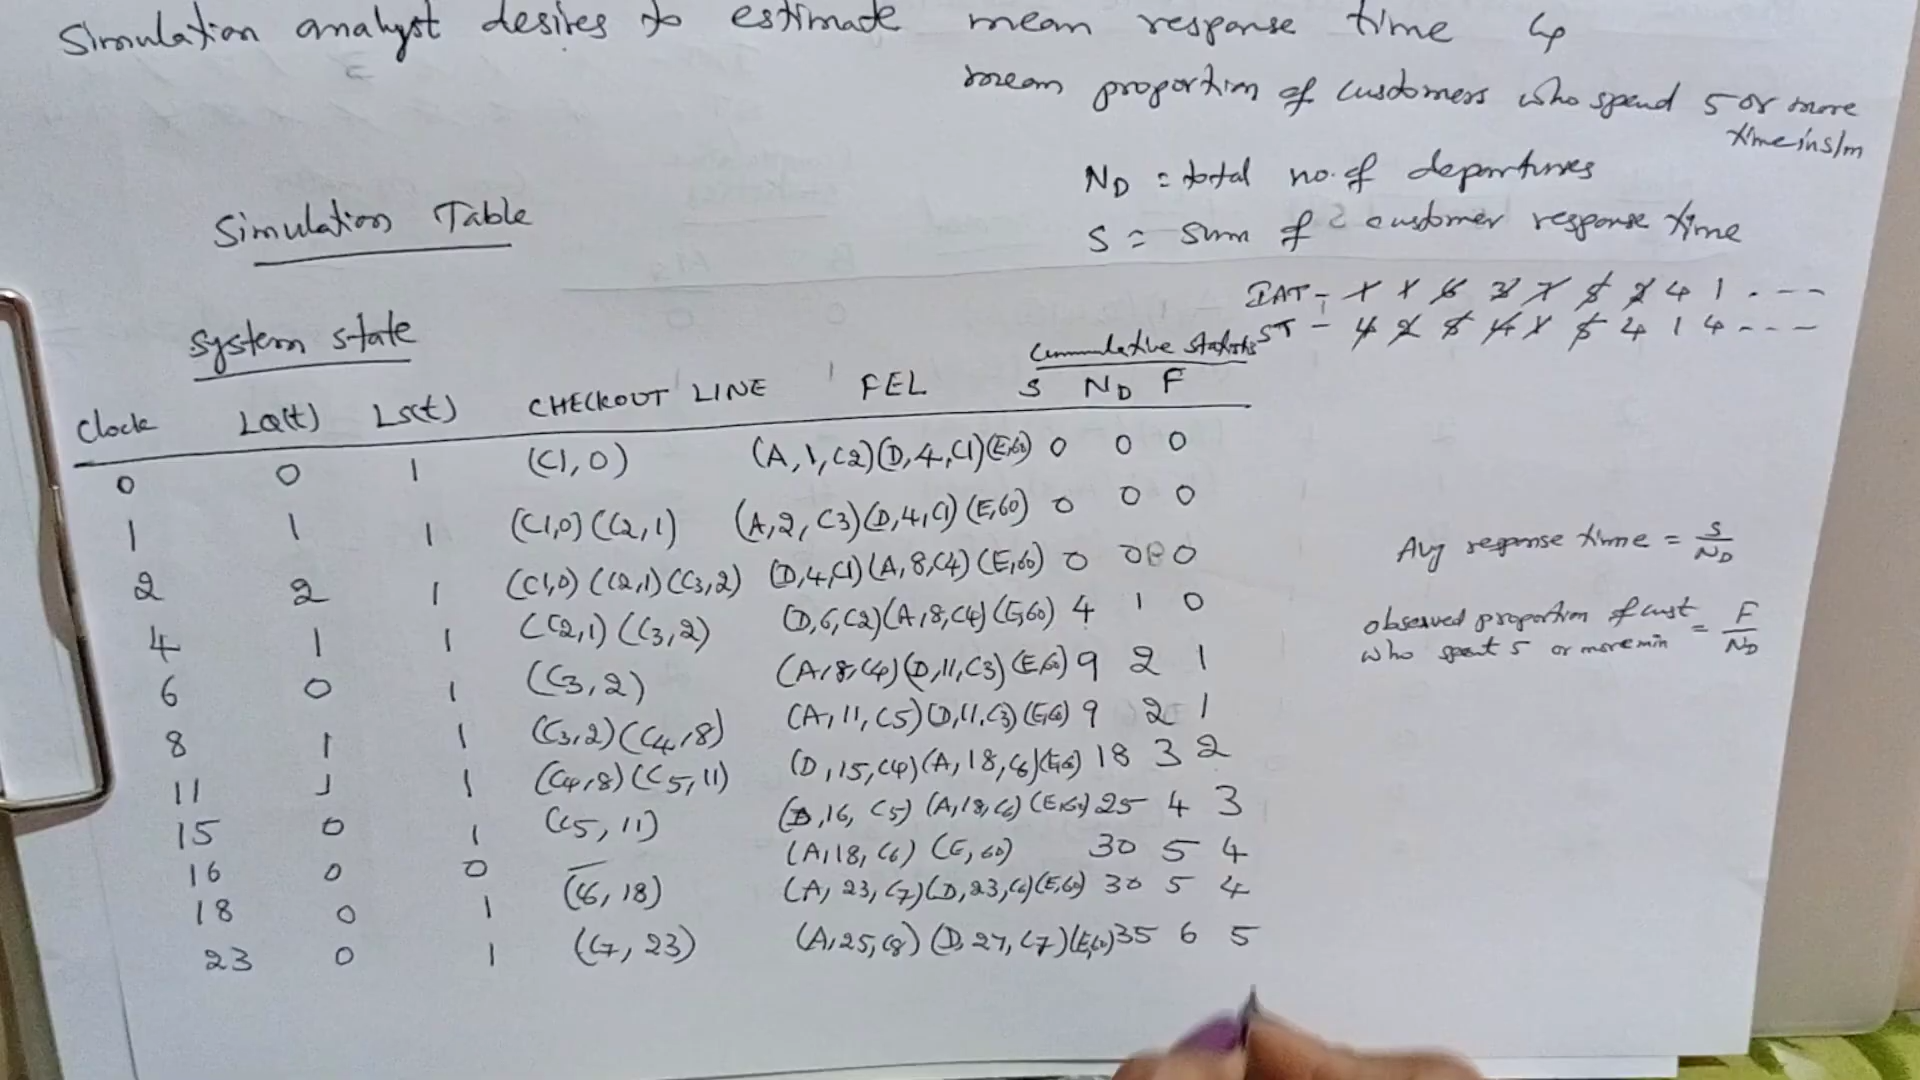 Simulation analyst desires to estimate mean response time &
mean proportion of customers who spend 5 or more
time in s/m
ND = total no. of departures
S = sum of customer response time
Simulation Table
IAT - 1 1 6 3 7 5 2 4 1 . - - -
ST - 4 2 5 4 1 5 4 1 4 - - - -
System state
Cummulative
Clock LQ(t) LS(t) CHECKOUT LINE FEL S ND F
0 0 1 (C1,0) (A,1,C2)(D,4,C1)(E,60) 0 0 0
1 1 1 (C1,0)(C2,1) (A,2,C3)(D,4,C1)(E,60) 0 0 0
2 2 1 (C1,0)(C2,1)(C3,2) (D,4,C1)(A,8,C4)(E,60) 0 0 0
4 1 1 (C2,1)(C3,2) (D,6,C2)(A,8,C4)(E,60) 4 1 0
6 0 1 (C3,2) (A,8,C4)(D,11,C3)(E,60) 9 2 1
8 1 1 (C3,2)(C4,8) (A,11,C5)(D,11,C3)(E,60) 9 2 1
11 1 1 (C4,8)(C5,11) (D,15,C4)(A,18,C6)(E,60) 18 3 2
15 0 1 (C5,11) (D,16,C5)(A,18,C6)(E,60) 25 4 3
16 0 0 — (A,18,C6)(E,60) 30 5 4
18 0 1 (C6,18) (A,23,C7)(D,23,C6)(E,60) 30 5 4
23 0 1 (C7,23) (A,25,C8)(D,27,C7)(E,60) 35 6 5
Avg response time = S/ND
observed proportion of cust
who spent 5 or more min = F/ND